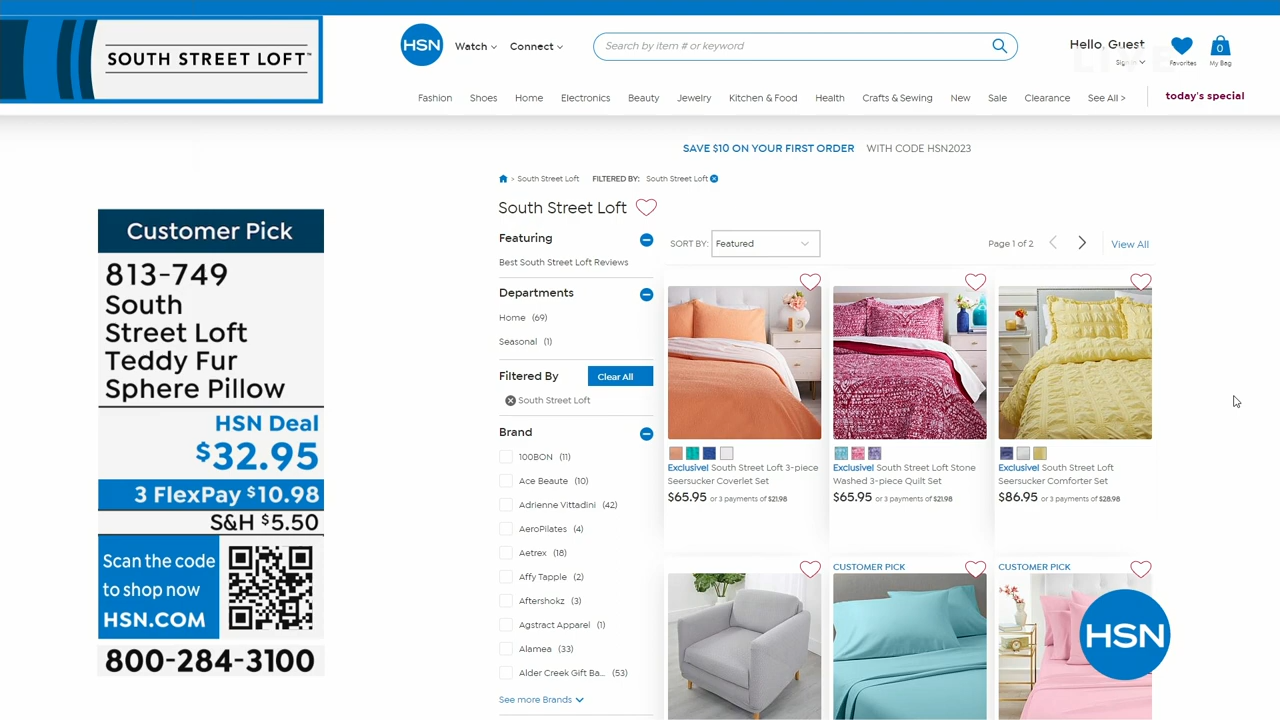 SOUTH STREET LOFT™
HSN
Watch
Connect
Search by item # or keyword
Hello, Guest
Sign In
LIVE
Favorites
0
My Bag
Fashion
Shoes
Home
Electronics
Beauty
Jewelry
Kitchen & Food
Health
Crafts & Sewing
New
Sale
Clearance
See All >
today's special
SAVE $10 ON YOUR FIRST ORDER WITH CODE HSN2023
> South Street Loft FILTERED BY: South Street Loft
South Street Loft
Customer Pick
813-749
South
Street Loft
Teddy Fur
Sphere Pillow
HSN Deal
$32.95
3 FlexPay $10.98
S&H $5.50
Scan the code
to shop now
HSN.COM
800-284-3100
Featuring
Best South Street Loft Reviews
Departments
Home (69)
Seasonal (1)
Filtered By
Clear All
South Street Loft
Brand
100BON (11)
Ace Beaute (10)
Adrienne Vittadini (42)
AeroPilates (4)
Aetrex (18)
Affy Tapple (2)
Aftershokz (3)
Agstract Apparel (1)
Alamea (33)
Alder Creek Gift Ba... (53)
See more Brands
SORT BY: Featured
Page 1 of 2
View All
Exclusive! South Street Loft 3-piece
Seersucker Coverlet Set
$65.95 or 3 payments of $21.98
Exclusive! South Street Loft Stone
Washed 3-piece Quilt Set
$65.95 or 3 payments of $21.98
Exclusive! South Street Loft
Seersucker Comforter Set
$86.95 or 3 payments of $28.98
CUSTOMER PICK
CUSTOMER PICK
HSN